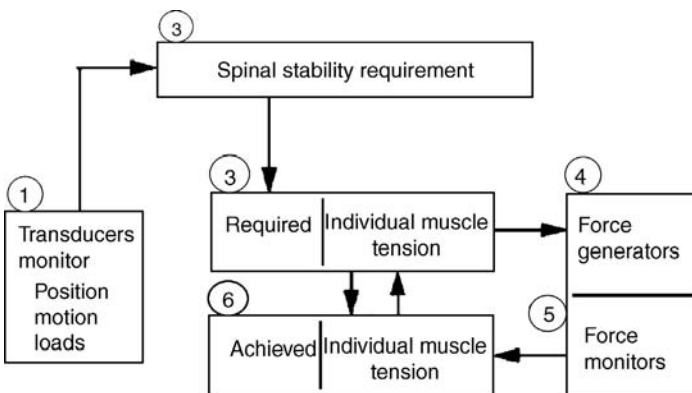 3
Spinal stability requirement
1
Transducers
monitor
Position
motion
loads
3
Required
Individual muscle
tension
4
Force
generators
6
Achieved
Individual muscle
tension
5
Force
monitors